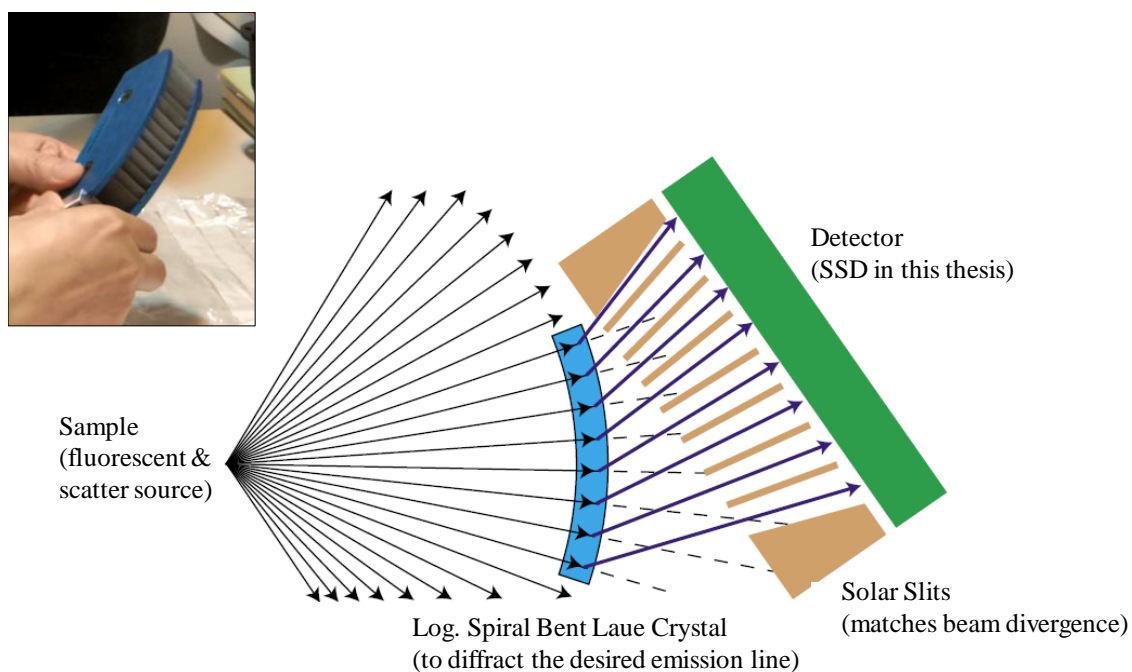 Detector
(SSD in this thesis)
Sample
(fluorescent &
scatter source)
Solar Slits
(matches beam divergence)
Log. Spiral Bent Laue Crystal
(to diffract the desired emission line)